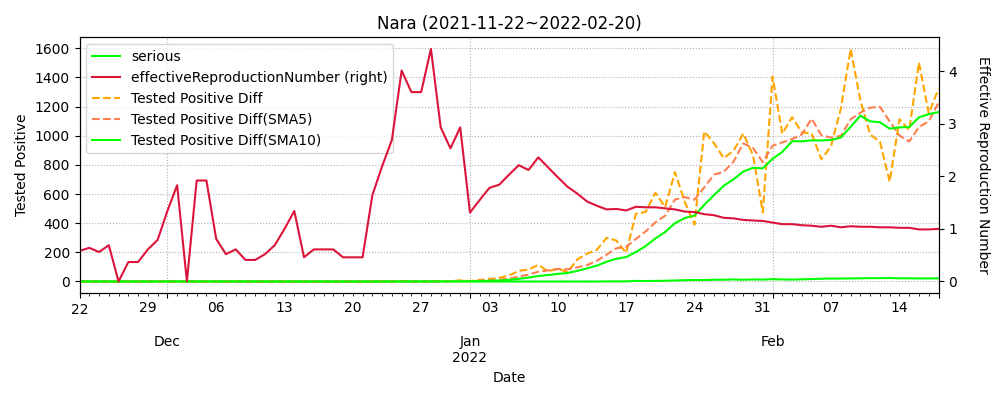 Nara (2021-11-22~2022-02-20)
serious
effectiveReproductionNumber (right)
Tested Positive Diff
Tested Positive Diff(SMA5)
Tested Positive Diff(SMA10)
Tested Positive
1600
1400
1200
1000
800
600
400
200
0
4
3
2
1
0
Effective Reproduction Number
22 29 06 13 20 27 03 10 17 24 31 07 14
Dec Jan Feb
2022
Date